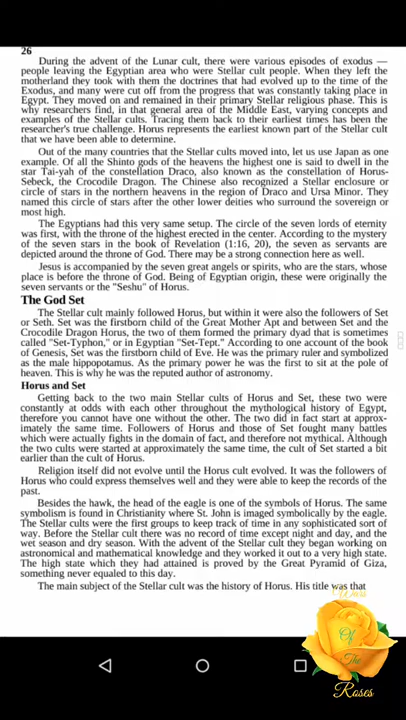 26
During the advent of the Lunar cult, there were various episodes of exodus —
people leaving the Egyptian area who were Stellar cult people. When they left the
motherland they took with them the doctrines that had evolved up to the time of the
Exodus, and many were cut off from the progress that was constantly taking place in
Egypt. They moved on and remained in their primary Stellar religious phase. This is
why researchers find, in that general area of the Middle East, varying concepts and
examples of the Stellar cults. Tracing them back to their earliest times has been the
researcher's true challenge. Horus represents the earliest known part of the Stellar cult
that we have been able to determine.
Out of the many countries that the Stellar cults moved into, let us use Japan as one
example. Of all the Shinto gods of the heavens the highest one is said to dwell in the
star Tai-yah of the constellation Draco, also known as the constellation of Horus-
Sebeck, the Crocodile Dragon. The Chinese also recognized a Stellar enclosure or
circle of stars in the northern heavens in the region of Draco and Ursa Minor. They
named this circle of stars after the other lower deities who surround the sovereign or
most high.
The Egyptians had this very same setup. The circle of the seven lords of eternity
was first, with the throne of the highest erected in the center. According to the mystery
of the seven stars in the book of Revelation (1:16, 20), the seven as servants are
depicted around the throne of God. There may be a strong connection here as well.
Jesus is accompanied by the seven great angels or spirits, who are the stars, whose
place is before the throne of God. Being of Egyptian origin, these were originally the
seven servants or the "Seshu" of Horus.
The God Set
The Stellar cult mainly followed Horus, but within it were also the followers of Set
or Seth. Set was the firstborn child of the Great Mother Apt and between Set and the
Crocodile Dragon Horus, the two of them formed the primary dyad that is sometimes
called "Set-Typhon," or in Egyptian "Set-Tept." According to one account of the book
of Genesis, Set was the firstborn child of Eve. He was the primary ruler and symbolized
as the male hippopotamus. As the primary power he was the first to sit at the pole of
heaven. This is why he was the reputed author of astronomy.
Horus and Set
Getting back to the two main Stellar cults of Horus and Set, these two were
constantly at odds with each other throughout the mythological history of Egypt,
therefore you cannot have one without the other. The two did in fact start at approx-
imately the same time. Followers of Horus and those of Set fought many battles
which were actually fights in the domain of fact, and therefore not mythical. Although
the two cults were started at approximately the same time, the cult of Set started a bit
earlier than the cult of Horus.
Religion itself did not evolve until the Horus cult evolved. It was the followers of
Horus who could express themselves well and they were able to keep the records of the
past.
Besides the hawk, the head of the eagle is one of the symbols of Horus. The same
symbolism is found in Christianity where St. John is imaged symbolically by the eagle.
The Stellar cults were the first groups to keep track of time in any sophisticated sort of
way. Before the Stellar cult there was no record of time except night and day, and the
wet season and dry season. With the advent of the Stellar cult they began working on
astronomical and mathematical knowledge and they worked it out to a very high state.
The high state which they had attained is proved by the Great Pyramid of Giza,
something never equaled to this day.
The main subject of the Stellar cult was the history of Horus. His title was that
Wars
Of
The
Roses